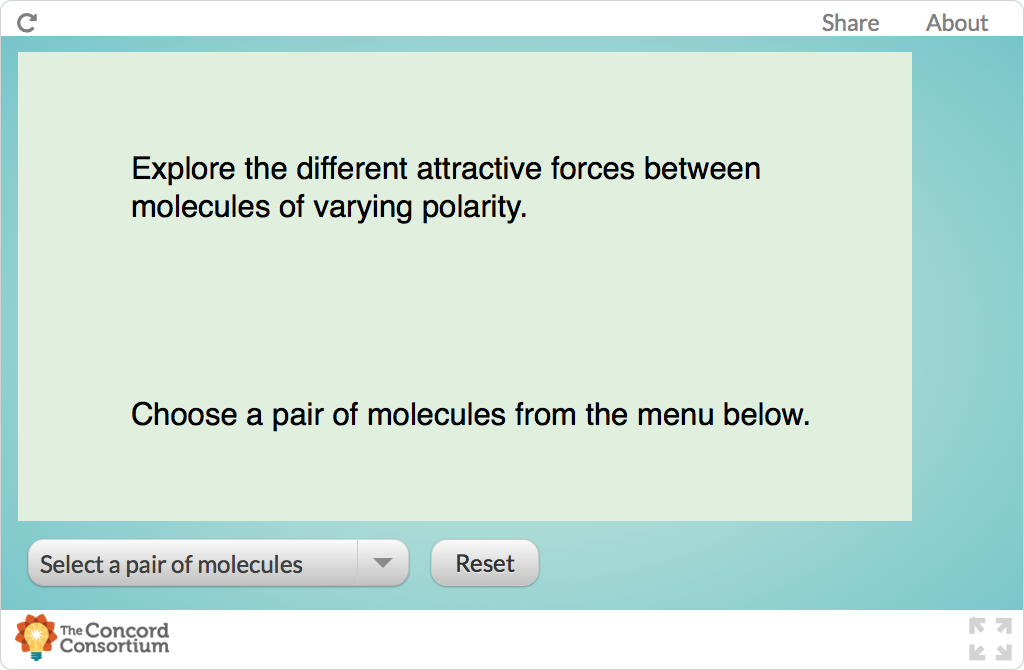 Share About
Explore the different attractive forces between
molecules of varying polarity.
Choose a pair of molecules from the menu below.
Select a pair of molecules
Reset
The Concord
Consortium